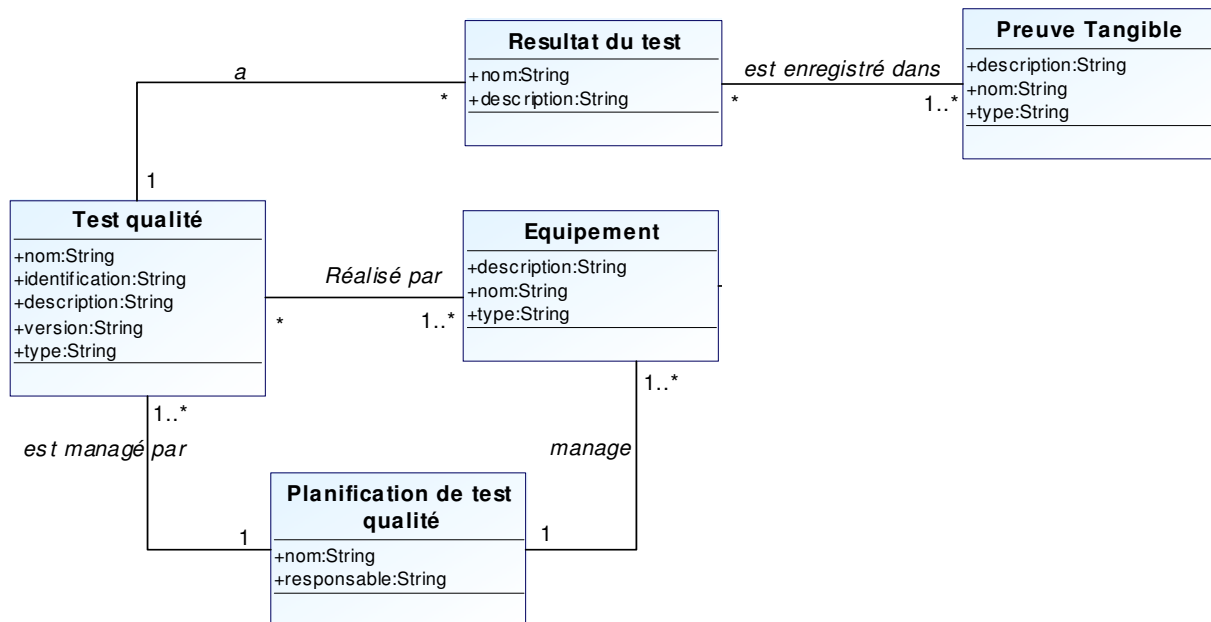 Resultat du test
+nom:String
+description:String
Preuve Tangible
+description:String
+nom:String
+type:String
a
*
est enregistré dans
*
1..*
1
Test qualité
+nom:String
+identification:String
+description:String
+version:String
+type:String
Réalisé par
*
1..*
Equipement
+description:String
+nom:String
+type:String
1..*
est managé par
1
1..*
manage
1
Planification de test
qualité
+nom:String
+responsable:String